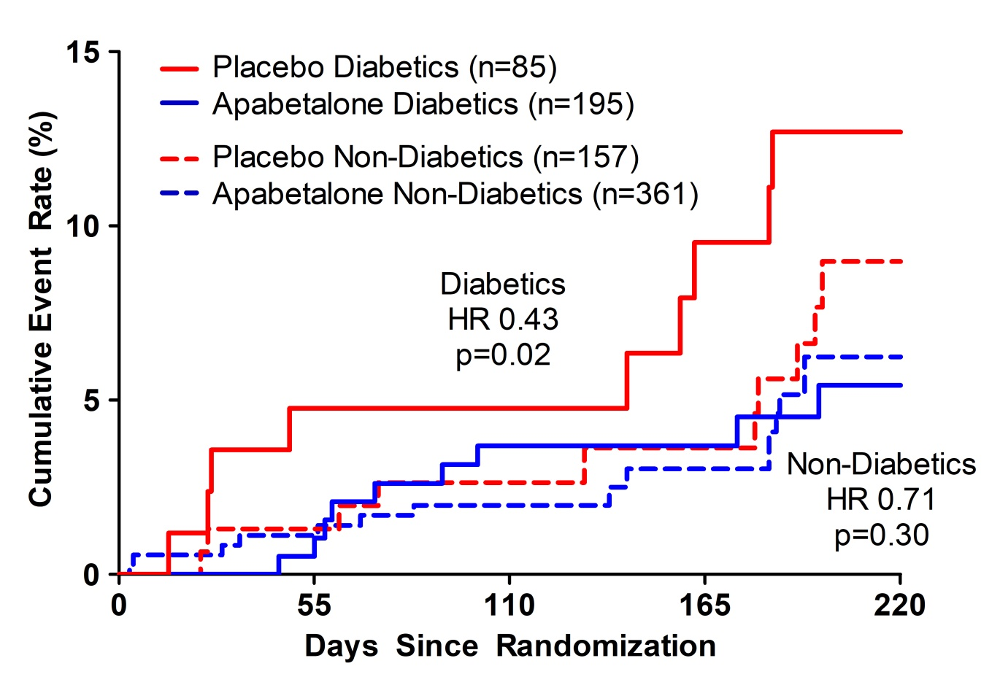 15
Placebo Diabetics (n=85)
Apabetalone Diabetics (n=195)
Placebo Non-Diabetics (n=157)
Apabetalone Non-Diabetics (n=361)
10
Diabetics
HR 0.43
p=0.02
5
Non-Diabetics
HR 0.71
p=0.30
0
Cumulative Event Rate (%)
0 55 110 165 220
Days Since Randomization